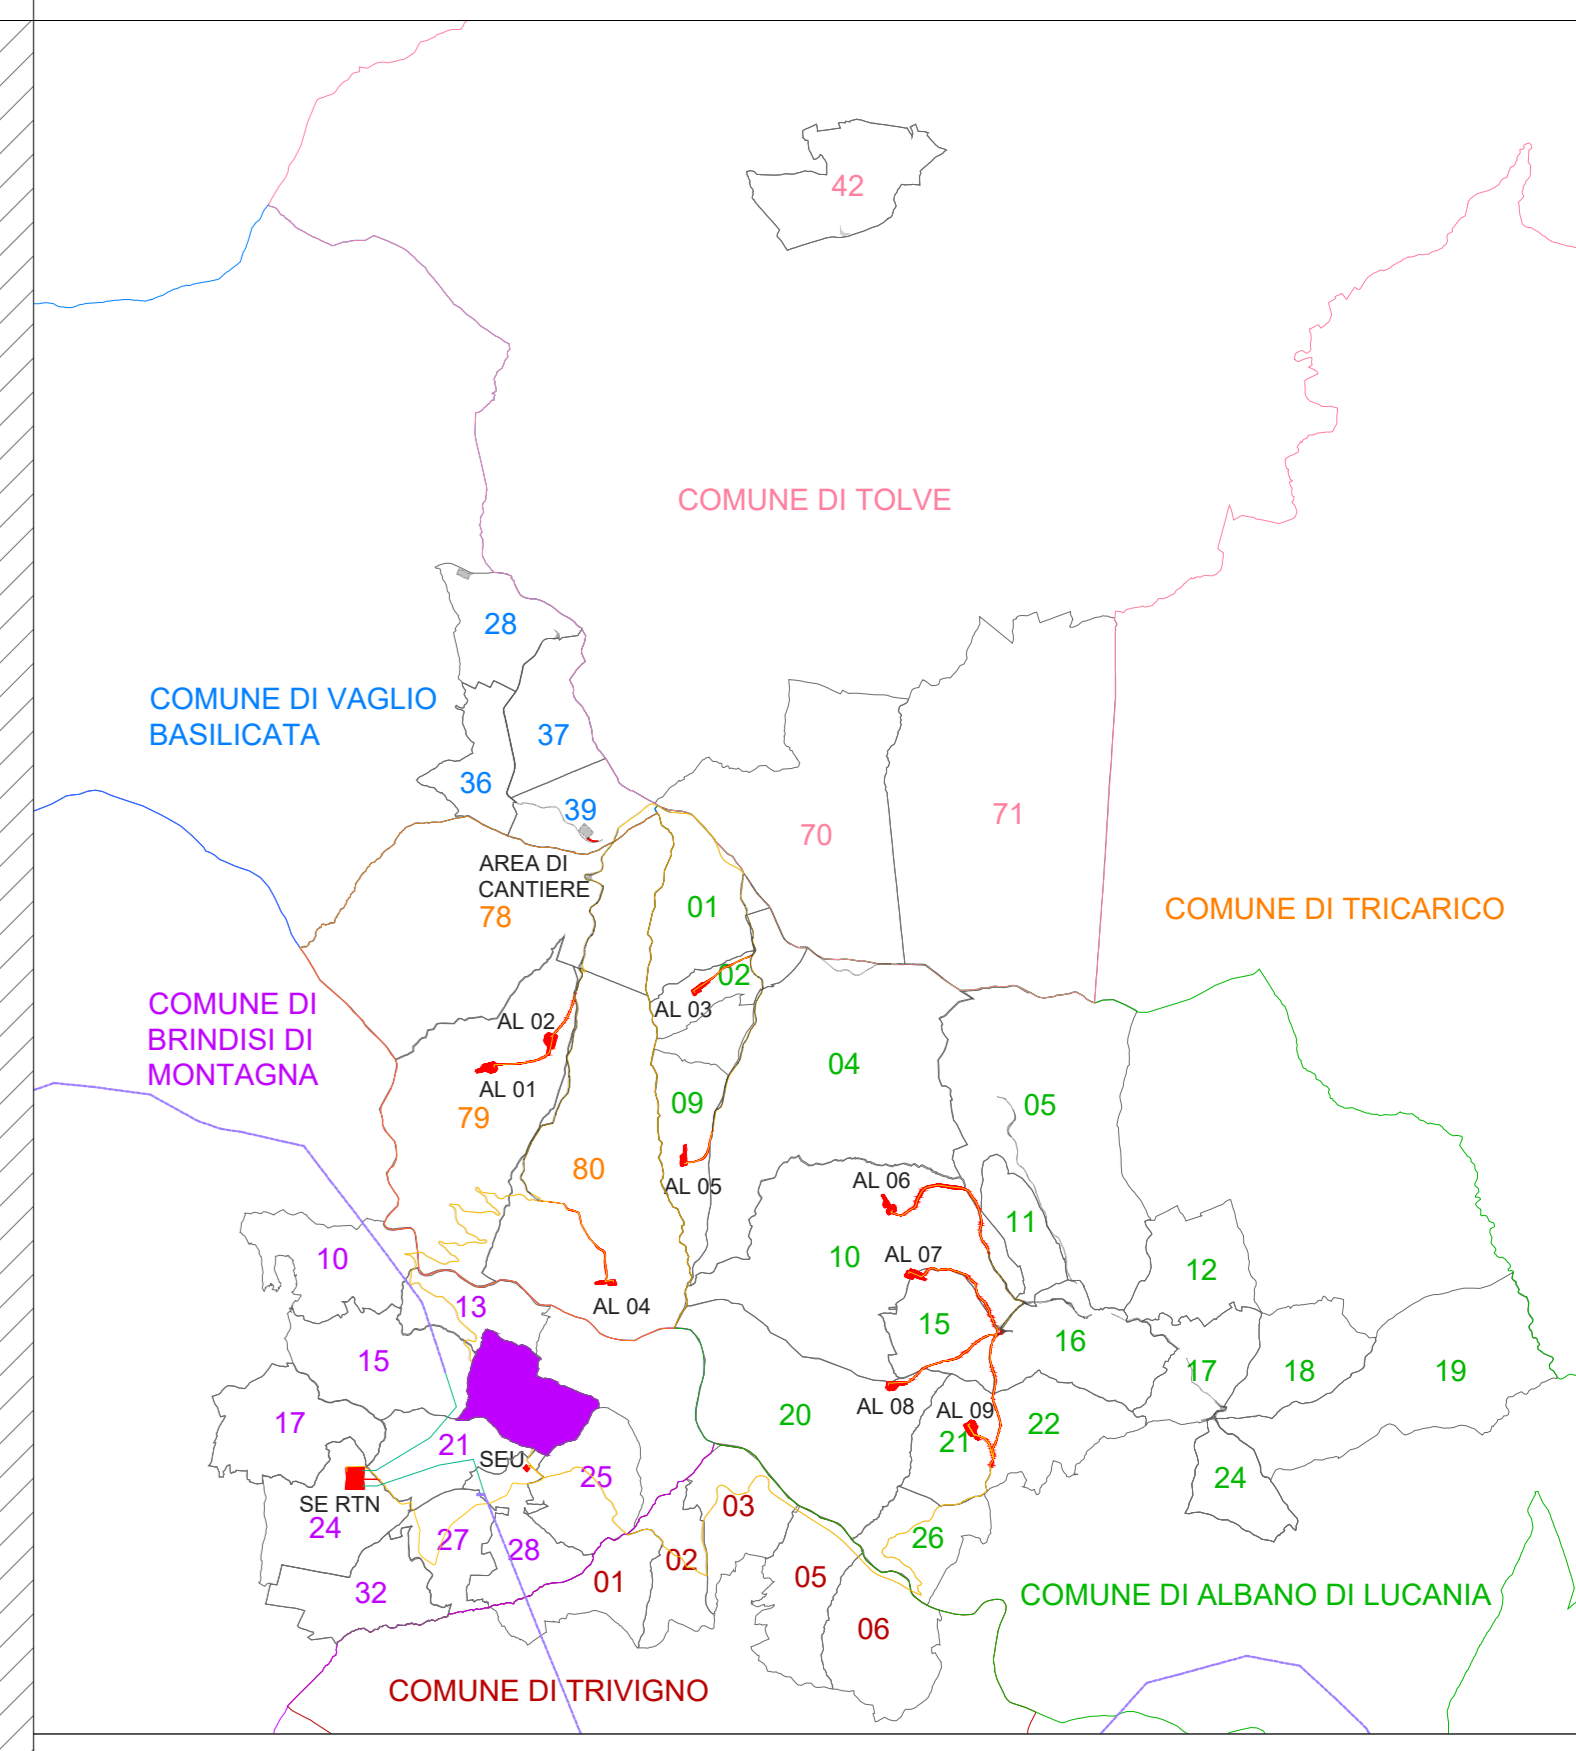 42
COMUNE DI TOLVE
28
COMUNE DI VAGLIO
BASILICATA
37
36
39
70
71
AREA DI
CANTIERE
78
01
COMUNE DI TRICARICO
02
AL 03
COMUNE DI
BRINDISI DI
MONTAGNA
AL 02
AL 01
79
04
05
09
80
AL 05
AL 06
11
10
10
AL 07
12
13
AL 04
15
16
15
17
18
19
17
20
AL 08
AL 09
21
22
21
SEU
25
24
SE RTN
24
03
27
28
26
02
01
05
32
COMUNE DI ALBANO DI LUCANIA
06
COMUNE DI TRIVIGNO